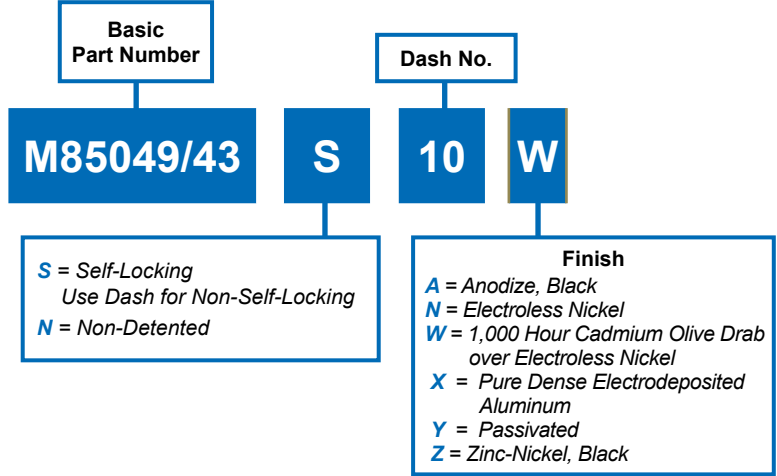 Basic
Part Number
Dash No.
M85049/43
S
10
W
S = Self-Locking
Use Dash for Non-Self-Locking
N = Non-Detented
Finish
A = Anodize, Black
N = Electroless Nickel
W = 1,000 Hour Cadmium Olive Drab
over Electroless Nickel
X = Pure Dense Electrodeposited
Aluminum
Y = Passivated
Z = Zinc-Nickel, Black